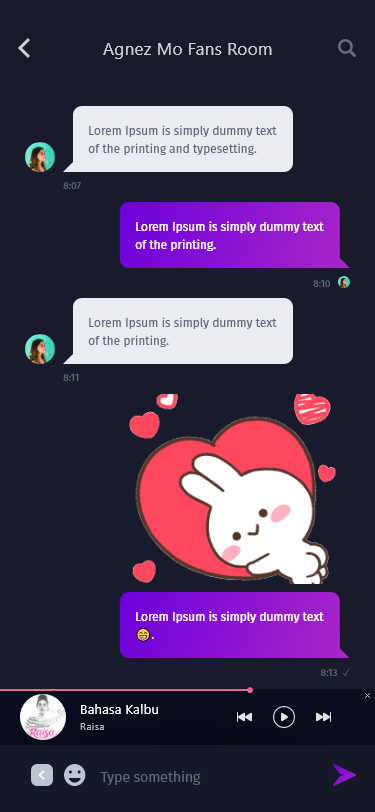 Agnez Mo Fans Room
Lorem Ipsum is simply dummy text
of the printing and typesetting.
8:07
Lorem Ipsum is simply dummy text
of the printing.
8:10
Lorem Ipsum is simply dummy text
of the printing.
8:11
Lorem Ipsum is simply dummy text
😁.
8:13 ✓
Raisa
Bahasa Kalbu
Raisa
Type something